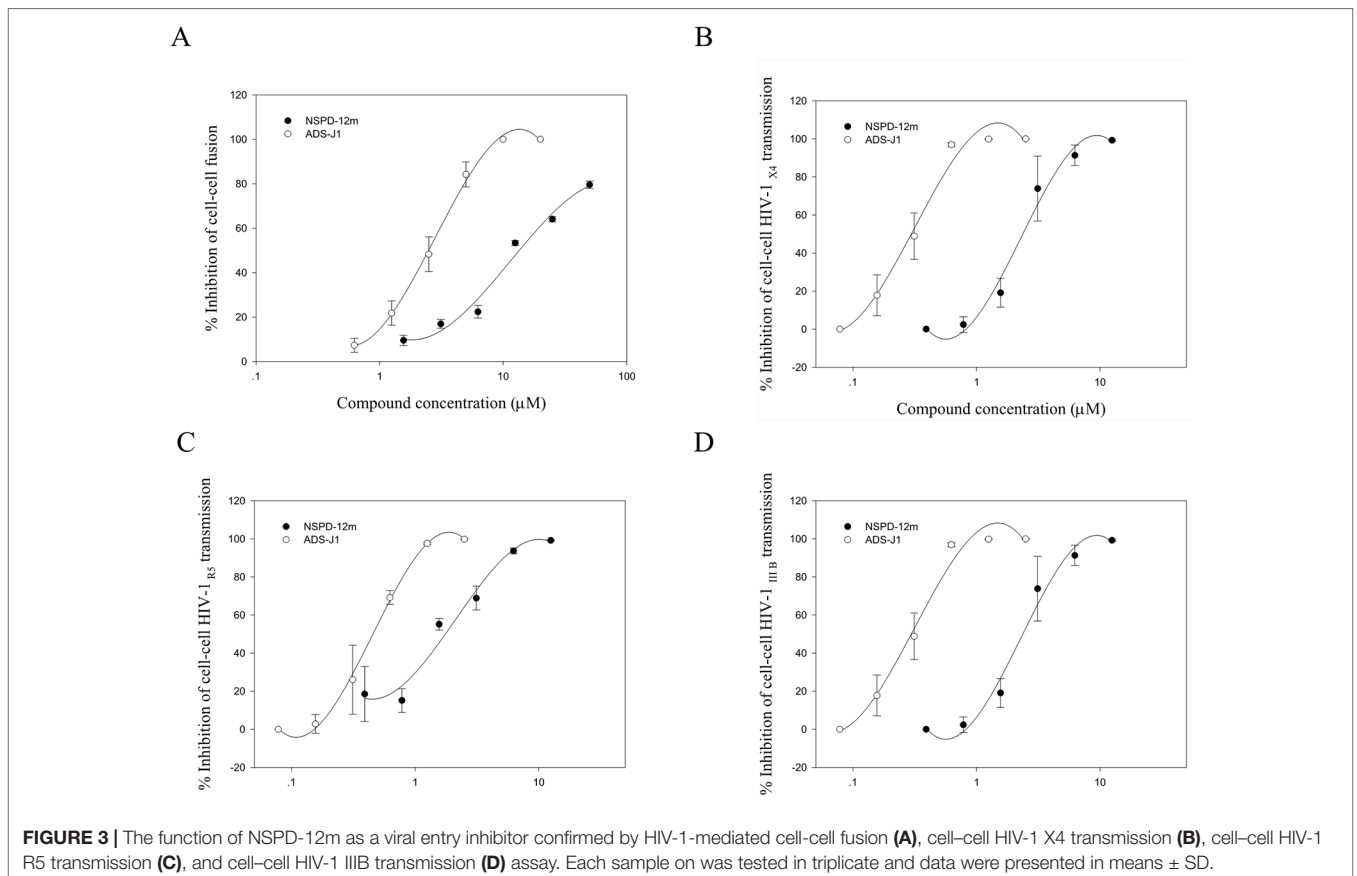 A
% Inhibition of cell-cell fusion
120
100
80
60
40
20
0
NSPD-12m
ADS-J1
.1
1
10
100
Compound concentration (μM)
B
% Inhibition of cell-cell HIV-1 X4 transmission
120
100
80
60
40
20
0
-20
NSPD-12m
ADS-J1
.1
1
10
Compound concentration (μM)
C
% Inhibition of cell-cell HIV-1 R5 transmission
120
100
80
60
40
20
0
-20
NSPD-12m
ADS-J1
.1
1
10
D
% Inhibition of cell-cell HIV-1 III B transmission
120
100
80
60
40
20
0
-20
NSPD-12m
ADS-J1
.1
1
10
FIGURE 3 | The function of NSPD-12m as a viral entry inhibitor confirmed by HIV-1-mediated cell-cell fusion (A), cell–cell HIV-1 X4 transmission (B), cell–cell HIV-1
R5 transmission (C), and cell–cell HIV-1 IIIB transmission (D) assay. Each sample on was tested in triplicate and data were presented in means ± SD.